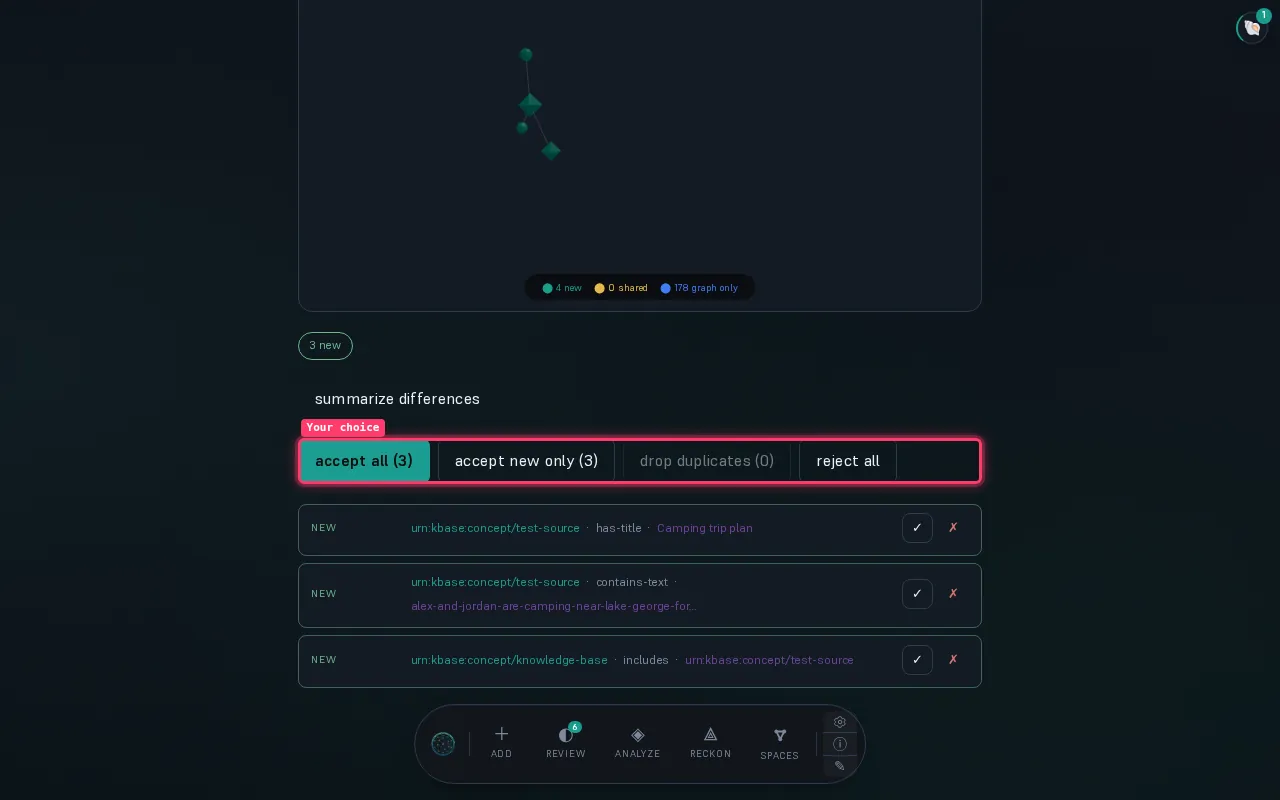 1
4 new 0 shared 178 graph only
3 new
summarize differences
Your choice
accept all (3) accept new only (3) drop duplicates (0) reject all
NEW urn:kbase:concept/test-source · has-title · Camping trip plan ✓ ✗
urn:kbase:concept/test-source · contains-text ·
NEW ✓ ✗
alex-and-jordan-are-camping-near-lake-george-for…
NEW urn:kbase:concept/knowledge-base · includes · urn:kbase:concept/test-source ✓ ✗
6
ADD REVIEW ANALYZE RECKON SPACES